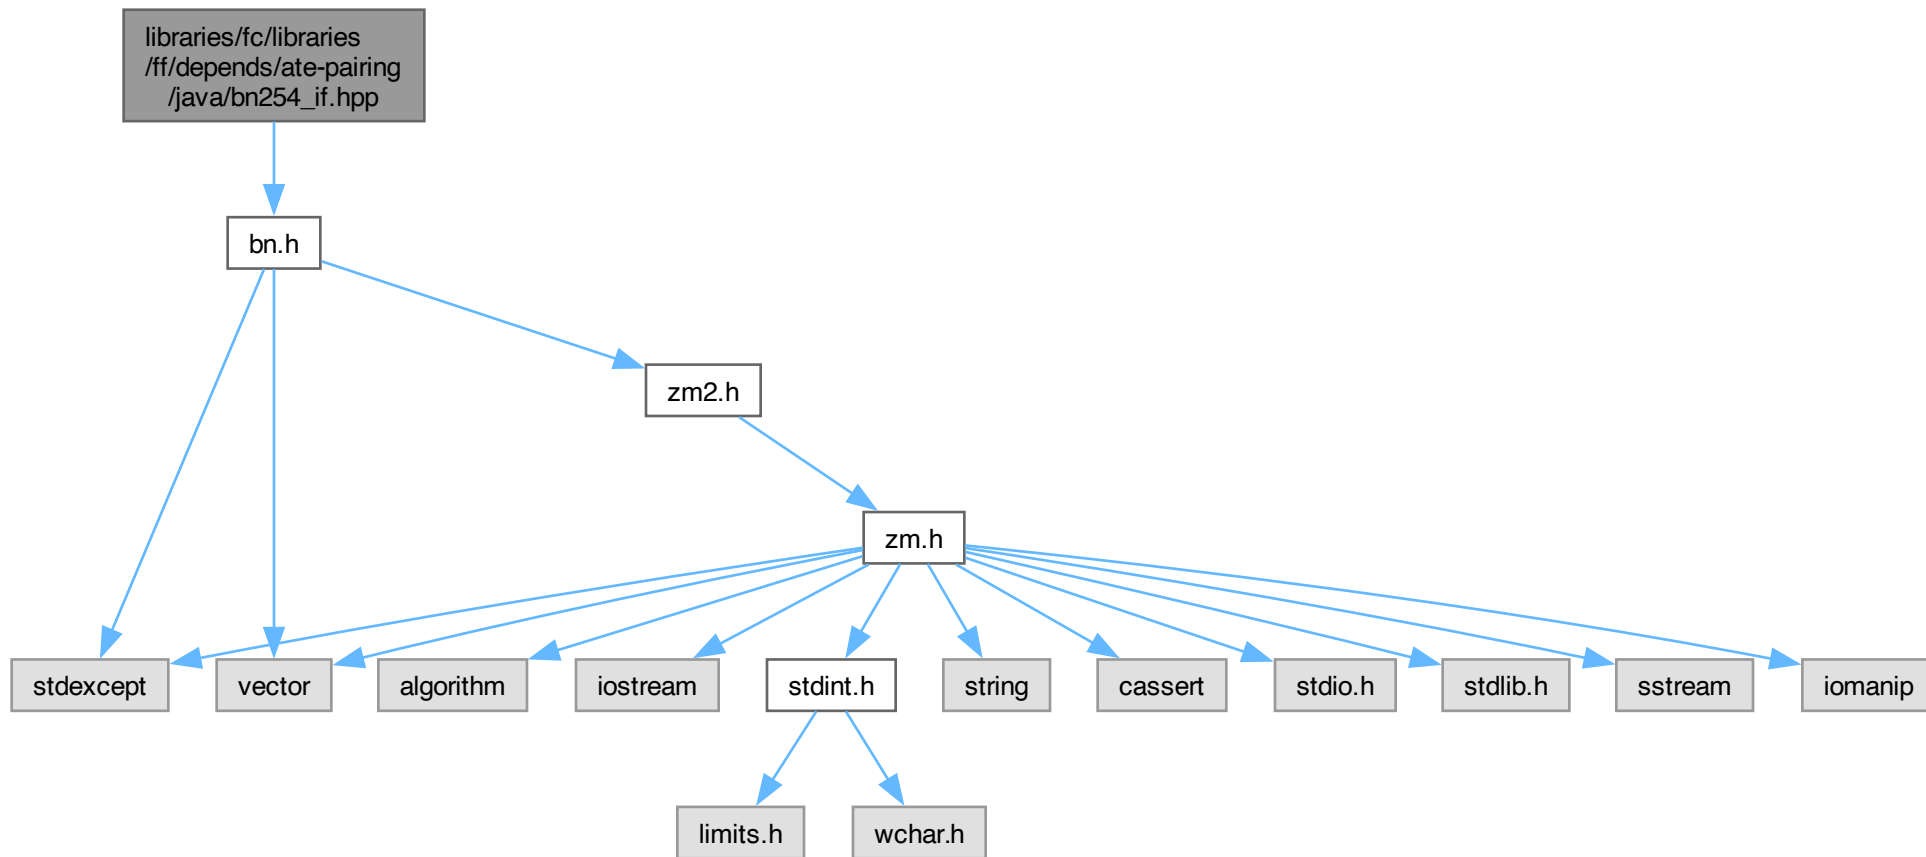 libraries/fc/libraries
/ff/depends/ate-pairing
/java/bn254_if.hpp
bn.h
zm2.h
zm.h
stdexcept
vector
algorithm
iostream
stdint.h
string
cassert
stdio.h
stdlib.h
sstream
iomanip
limits.h
wchar.h